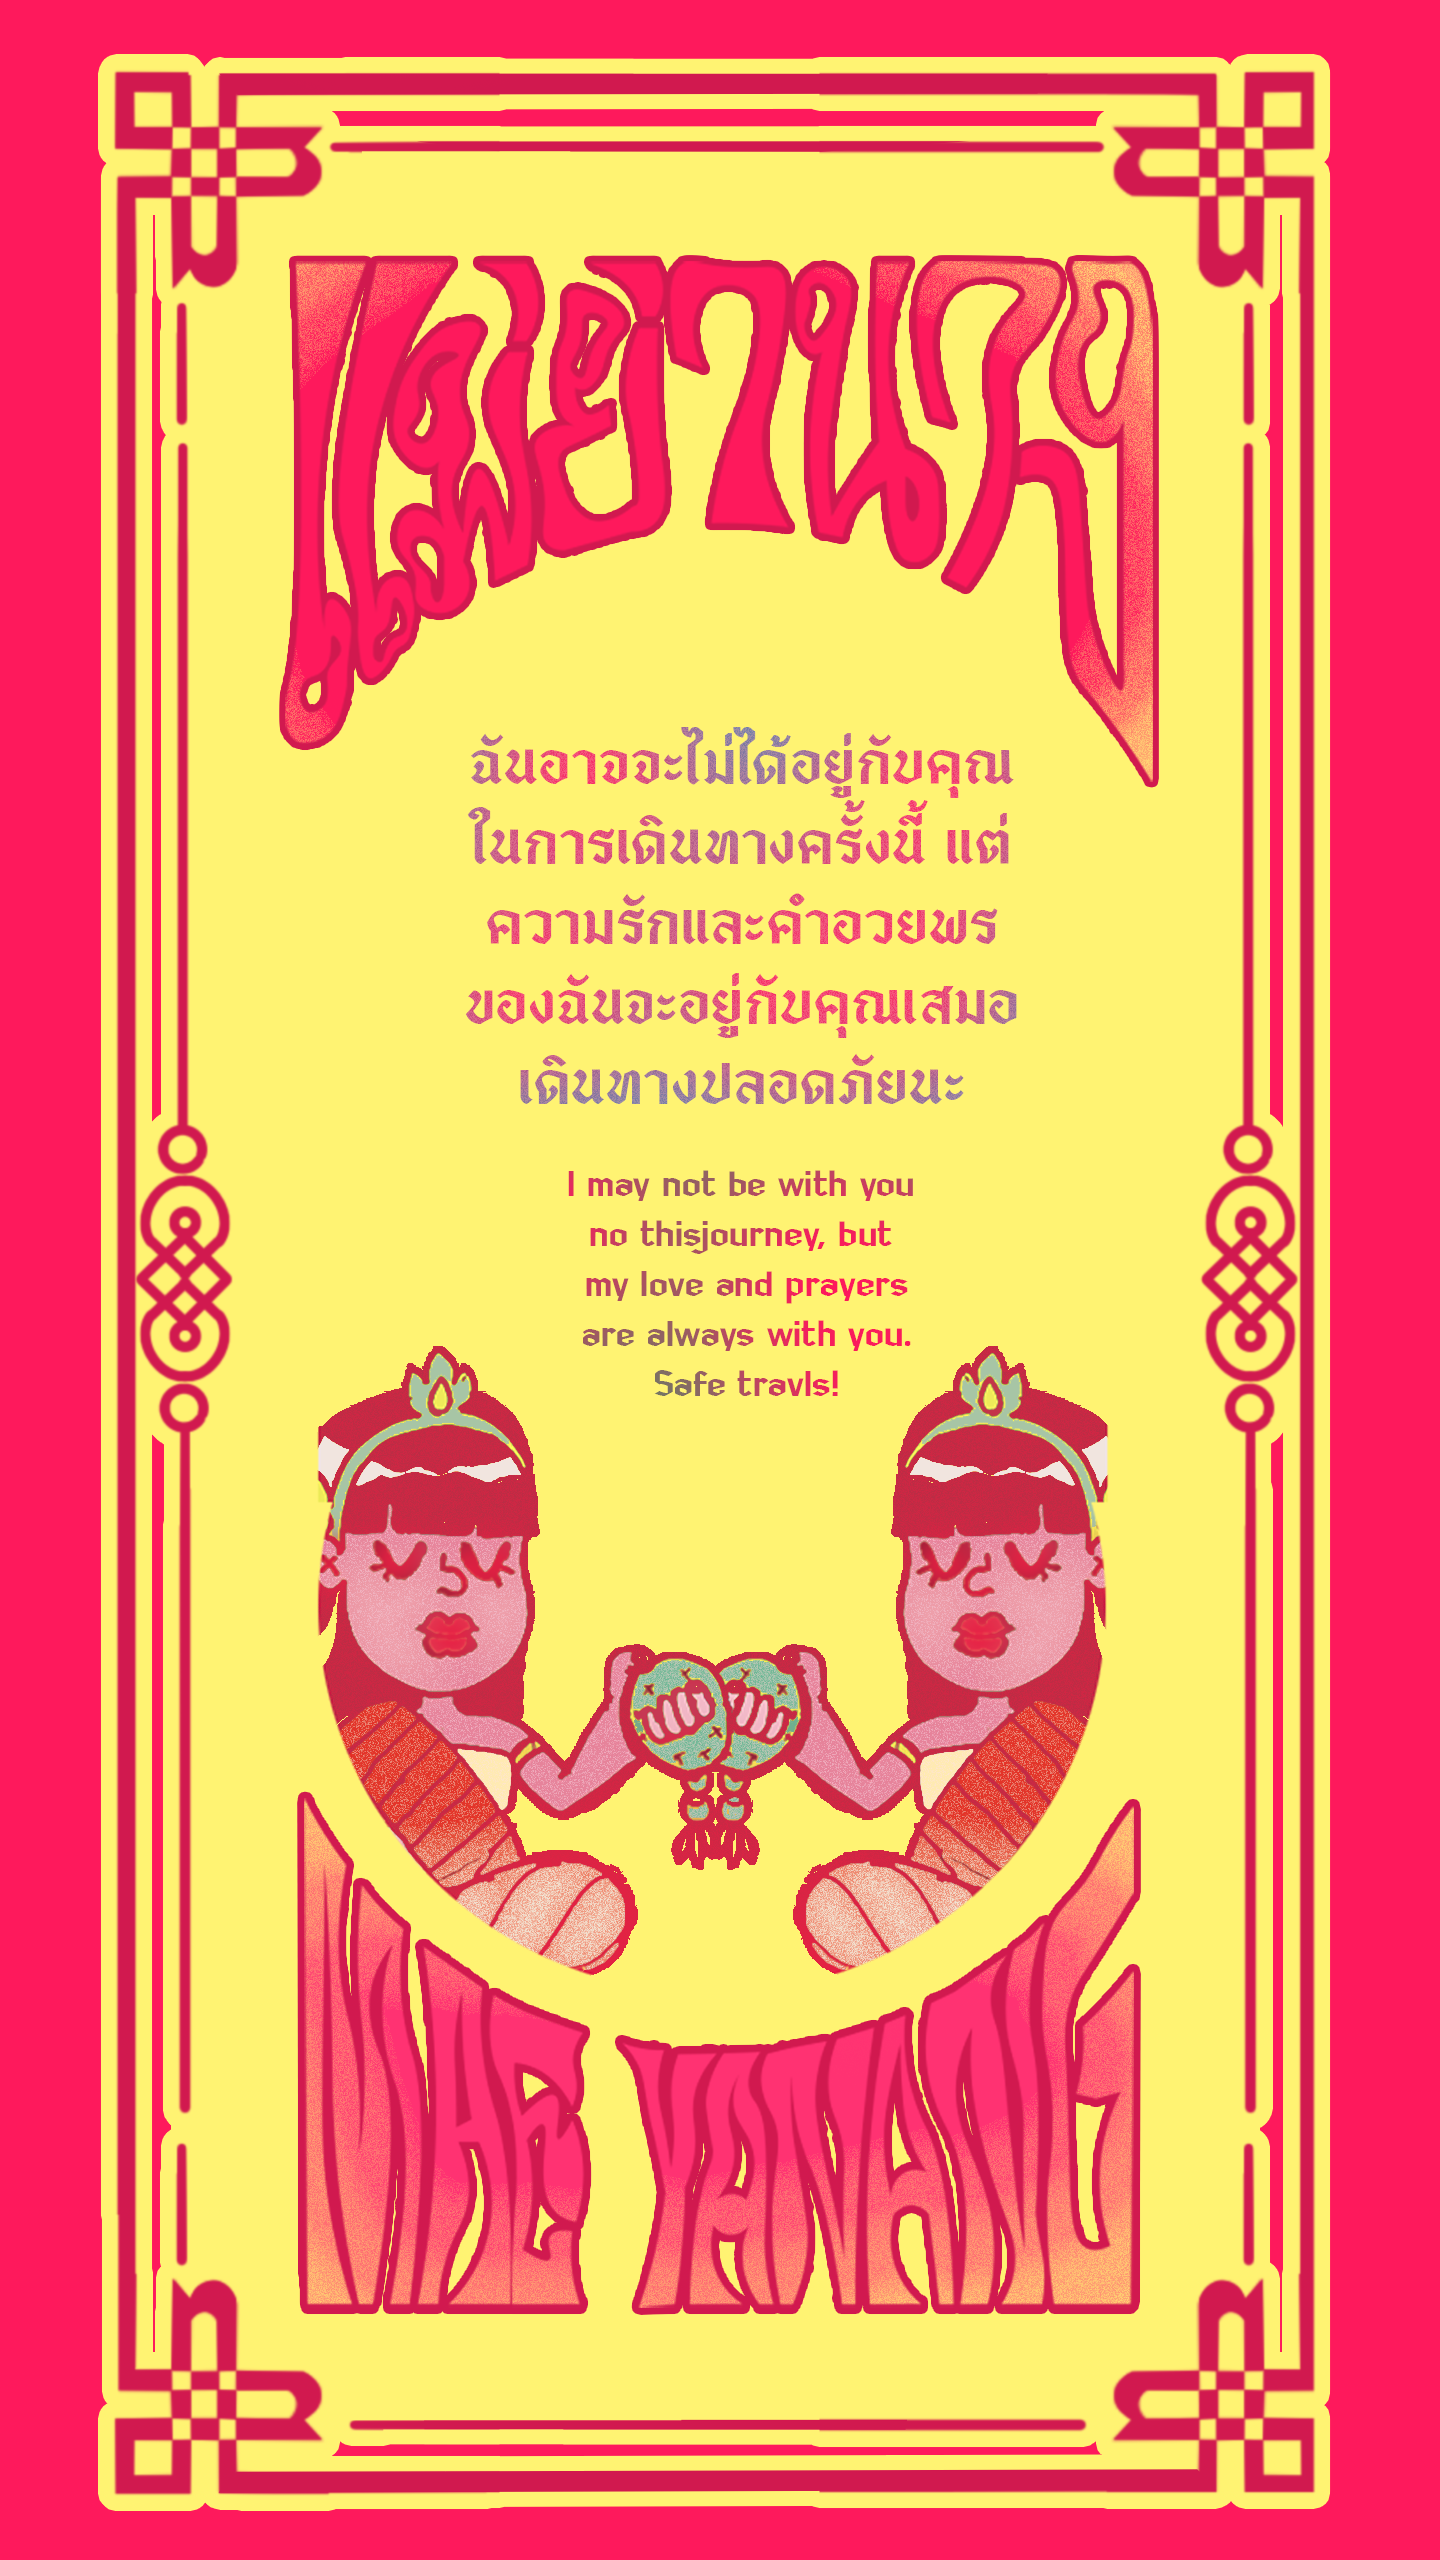 แม่ย่านาง
ฉันอาจจะไม่ได้อยู่กับคุณ
ในการเดินทางครั้งนี้ แต่
ความรักและคำอวยพร
ของฉันจะอยู่กับคุณเสมอ
เดินทางปลอดภัยนะ
I may not be with you
no thisjourney, but
my love and prayers
are always with you.
Safe travls!
MAE YANANG